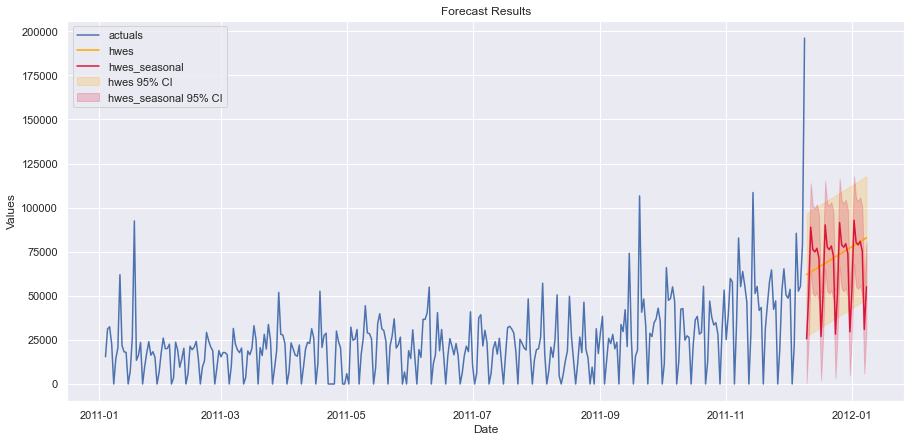 Forecast Results
actuals
hwes
hwes_seasonal
hwes 95% CI
hwes_seasonal 95% CI
200000
175000
150000
125000
100000
75000
50000
25000
0
Values
2011-01 2011-03 2011-05 2011-07 2011-09 2011-11 2012-01
Date